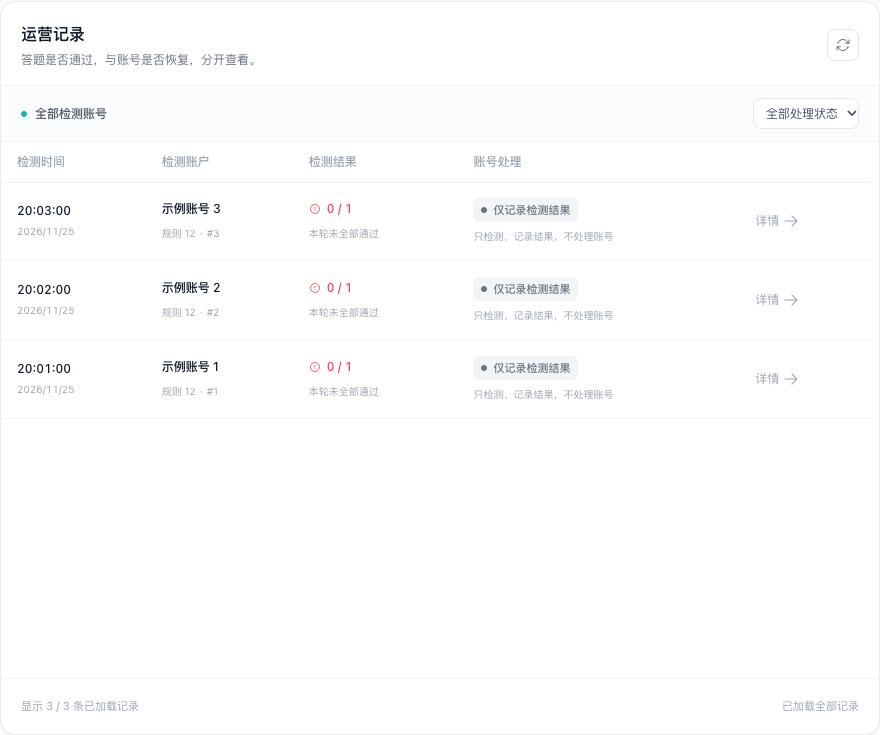 运营记录
答题是否通过，与账号是否恢复，分开查看。
全部检测账号
全部处理状态
检测时间 检测账户 检测结果 账号处理
20:03:00 示例账号 3 0 / 1 仅记录检测结果 详情
2026/11/25 规则 12 · #3 本轮未全部通过 只检测、记录结果，不处理账号
20:02:00 示例账号 2 0 / 1 仅记录检测结果 详情
2026/11/25 规则 12 · #2 本轮未全部通过 只检测、记录结果，不处理账号
20:01:00 示例账号 1 0 / 1 仅记录检测结果 详情
2026/11/25 规则 12 · #1 本轮未全部通过 只检测、记录结果，不处理账号
显示 3 / 3 条已加载记录 已加载全部记录